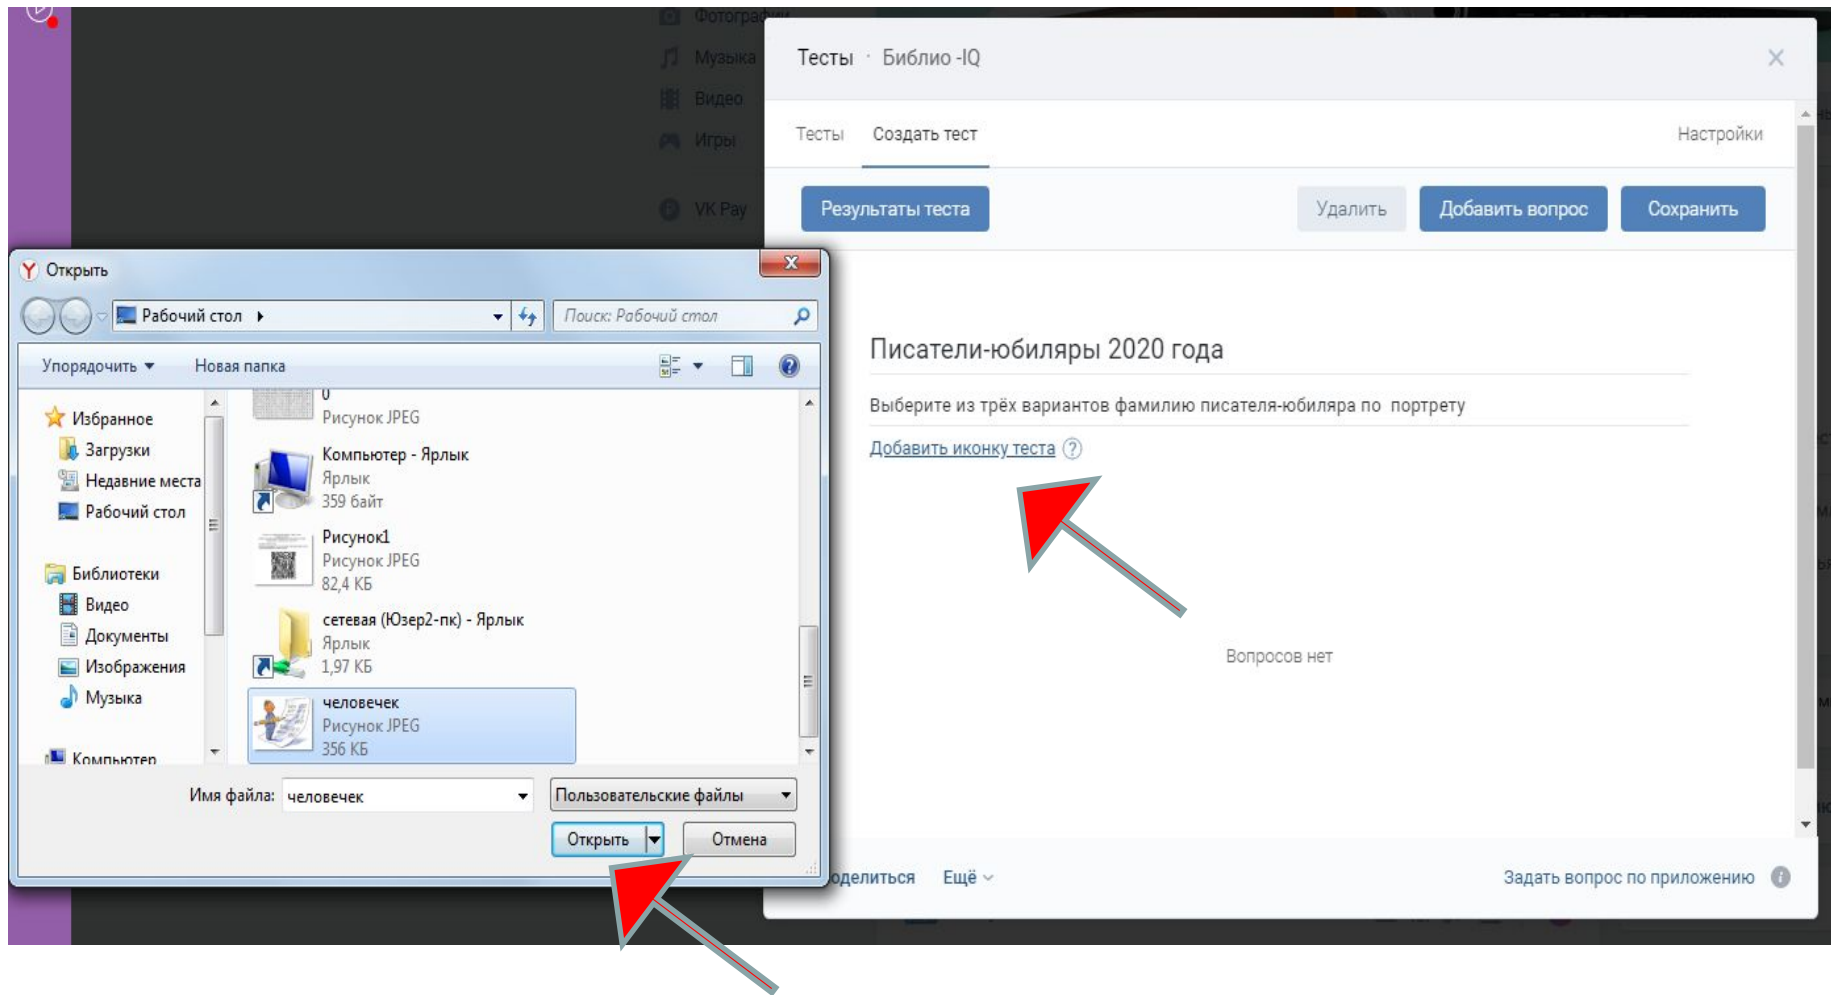 Фотографии
Музыка
Видео
Игры
VK Pay
Тесты · Библио -IQ
Тесты Создать тест Настройки
Результаты теста Удалить Добавить вопрос Сохранить
Писатели-юбиляры 2020 года
Выберите из трёх вариантов фамилию писателя-юбиляра по портрету
Добавить иконку теста ?
Вопросов нет
оделиться Ещё Задать вопрос по приложению
Открыть
Рабочий стол Поиск: Рабочий стол
Упорядочить Новая папка
Избранное
Загрузки
Недавние места
Рабочий стол
Библиотеки
Видео
Документы
Изображения
Музыка
Компьютер
0
Рисунок JPEG
Компьютер - Ярлык
Ярлык
359 байт
Рисунок1
Рисунок JPEG
82,4 КБ
сетевая (Юзер2-пк) - Ярлык
Ярлык
1,97 КБ
человечек
Рисунок JPEG
356 КБ
Имя файла: человечек Пользовательские файлы
Открыть Отмена